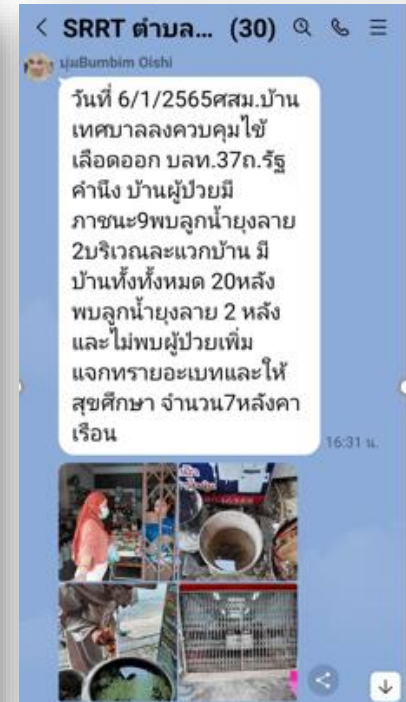 SRRT ตำบล... (30)
นุ่มBumbim Oishi
วันที่ 6/1/2565ศสม.บ้าน
เทศบาลลงควบคุมไข้
เลือดออก บลท.37ถ.รัฐ
คำนึง บ้านผู้ป่วยมี
ภาชนะ9พบลูกน้ำยุงลาย
2บริเวณละแวกบ้าน มี
บ้านทั้งทั้งหมด 20หลัง
พบลูกน้ำยุงลาย 2 หลัง
และไม่พบผู้ป่วยเพิ่ม
แจกทรายอะเบทและให้
สุขศึกษา จำนวน7หลังคา
เรือน
16:31 น.